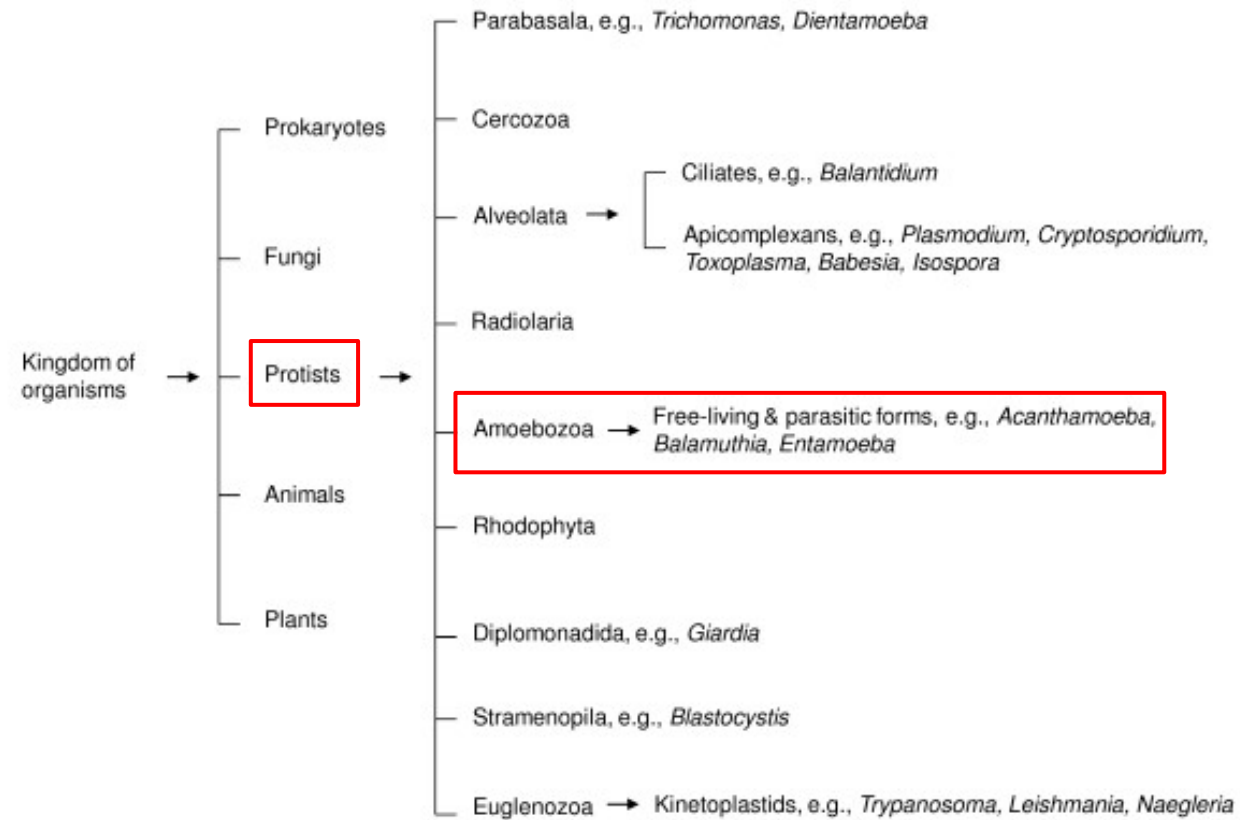 Kingdom of
organisms
Prokaryotes
Fungi
Protists
Animals
Plants
Parabasala, e.g., Trichomonas, Dientamoeba
Cercozoa
Alveolata
Ciliates, e.g., Balantidium
Apicomplexans, e.g., Plasmodium, Cryptosporidium,
Toxoplasma, Babesia, Isospora
Radiolaria
Amoebozoa
Free-living & parasitic forms, e.g., Acanthamoeba,
Balamuthia, Entamoeba
Rhodophyta
Diplomonadida, e.g., Giardia
Stramenopila, e.g., Blastocystis
Euglenozoa
Kinetoplastids, e.g., Trypanosoma, Leishmania, Naegleria